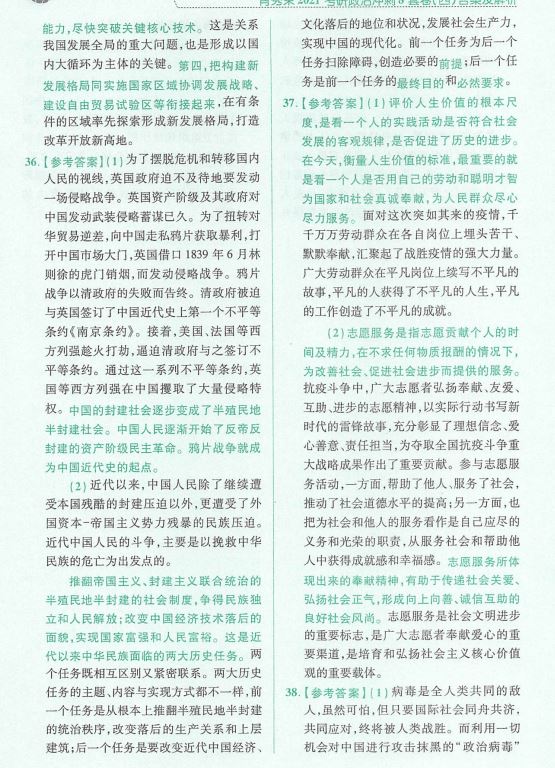 肖秀荣2021考研政治冲刺8套卷(四)答案及解析
能力,尽快突破关键核心技术。这是关系
我国发展全局的重大问题,也是形成以国
内大循环为主体的关键。第四,把构建新
发展格局同实施国家区域协调发展战略、
建设自由贸易试验区等衔接起来,在有条
件的区域率先探索形成新发展格局,打造
改革开放新高地。
36.【参考答案】(1)为了摆脱危机和转移国内
人民的视线,英国政府迫不及待地要发动
一场侵略战争。英国资产阶级及其政府对
中国发动武装侵略蓄谋已久。为了扭转对
华贸易逆差,向中国走私鸦片获取暴利,打
开中国市场大门,英国借口1839年6月林
则徐的虎门销烟,而发动侵略战争。鸦片
战争以清政府的失败而告终。清政府被迫
与英国签订了中国近代史上第一个不平等
条约《南京条约》。接着,美国、法国等西
方列强趁火打劫,逼迫清政府与之签订不
平等条约。通过这一系列不平等条约,英国
等西方列强在中国攫取了大量侵略特
权。中国的封建社会逐步变成了半殖民地
半封建社会。中国人民逐渐开始了反帝反
封建的资产阶级民主革命。鸦片战争就成
为中国近代史的起点。
(2)近代以来,中国人民除了继续遭
受本国残酷的封建压迫以外,更遭受了外
国资本-帝国主义势力残暴的民族压迫。
近代中国人民的斗争,主要是以挽救中华
民族的危亡为出发点的。
推翻帝国主义、封建主义联合统治的
半殖民地半封建的社会制度,争得民族独
立和人民解放;改变中国经济技术落后的
面貌,实现国家富强和人民富裕。这是近
代以来中华民族面临的两大历史任务。两
个任务既相互区别又紧密联系。两大历史
任务的主题、内容与实现方式都不一样,前
一个任务是从根本上推翻半殖民地半封建
的统治秩序,改变落后的生产关系和上层
建筑;后一个任务是要改变近代中国经济、
文化落后的地位和状况,发展社会生产力,
实现中国的现代化。前一个任务为后一个
任务扫除障碍,创造必要的前提;后一个任
务是前一个任务的最终目的和必然要求。
37.【参考答案】(1)评价人生价值的根本尺
度,是看一个人的实践活动是否符合社会
发展的客观规律,是否促进了历史的进步。
在今天,衡量人生价值的标准,最重要的就
是看一个人是否用自己的劳动和聪明才智
为国家和社会真诚奉献,为人民群众尽心
尽力服务。面对这次突如其来的疫情,千
千万万劳动群众在各自岗位上埋头苦干、
默默奉献,汇聚起了战胜疫情的强大力量。
广大劳动群众在平凡岗位上续写不平凡的
故事,平凡的人获得了不平凡的人生,平凡
的工作创造了不平凡的成就。
(2)志愿服务是指志愿贡献个人的时
间及精力,在不求任何物质报酬的情况下,
为改善社会、促进社会进步而提供的服务。
抗疫斗争中,广大志愿者弘扬奉献、友爱、
互助、进步的志愿精神,以实际行动书写新
时代的雷锋故事,充分彰显了理想信念、爱
心善意、责任担当,为夺取全国抗疫斗争重
大战略成果作出了重要贡献。参与志愿服
务活动,一方面,帮助了他人、服务了社会,
推动了社会道德水平的提高;另一方面,也
把为社会和他人的服务看作是自己应尽的
义务和光荣的职责,从服务社会和帮助他
人中获得成就感和幸福感。志愿服务所体
现出来的奉献精神,有助于传递社会关爱、
弘扬社会正气,形成向上向善、诚信互助的
良好社会风尚。志愿服务是社会文明进步
的重要标志,是广大志愿者奉献爱心的重
要渠道,是培育和弘扬社会主义核心价值
观的重要载体。
38.【参考答案】(1)病毒是全人类共同的敌
人,虽然可怕,但只要国际社会同舟共济,
共同应对,终将被人类战胜。而利用一切
机会对中国进行攻击抹黑的“政治病毒”